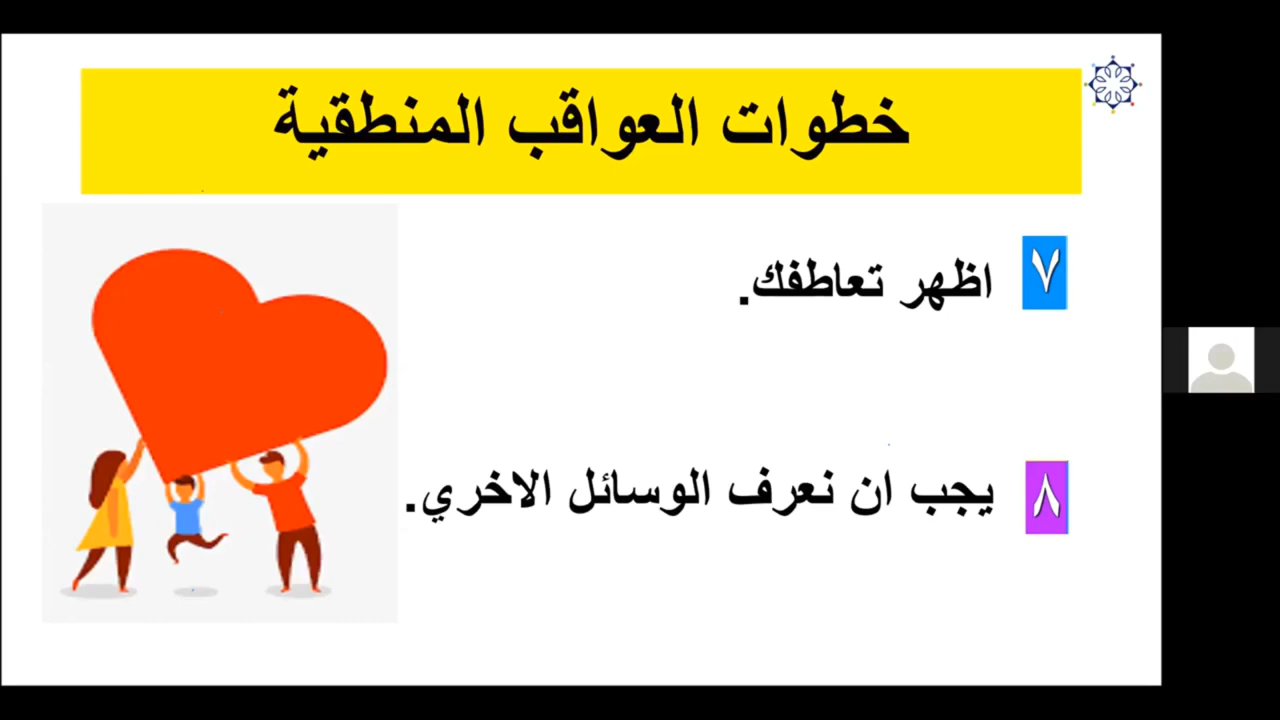 خطوات العواقب المنطقية
٧ اظهر تعاطفك.
٨ يجب ان نعرف الوسائل الاخري.